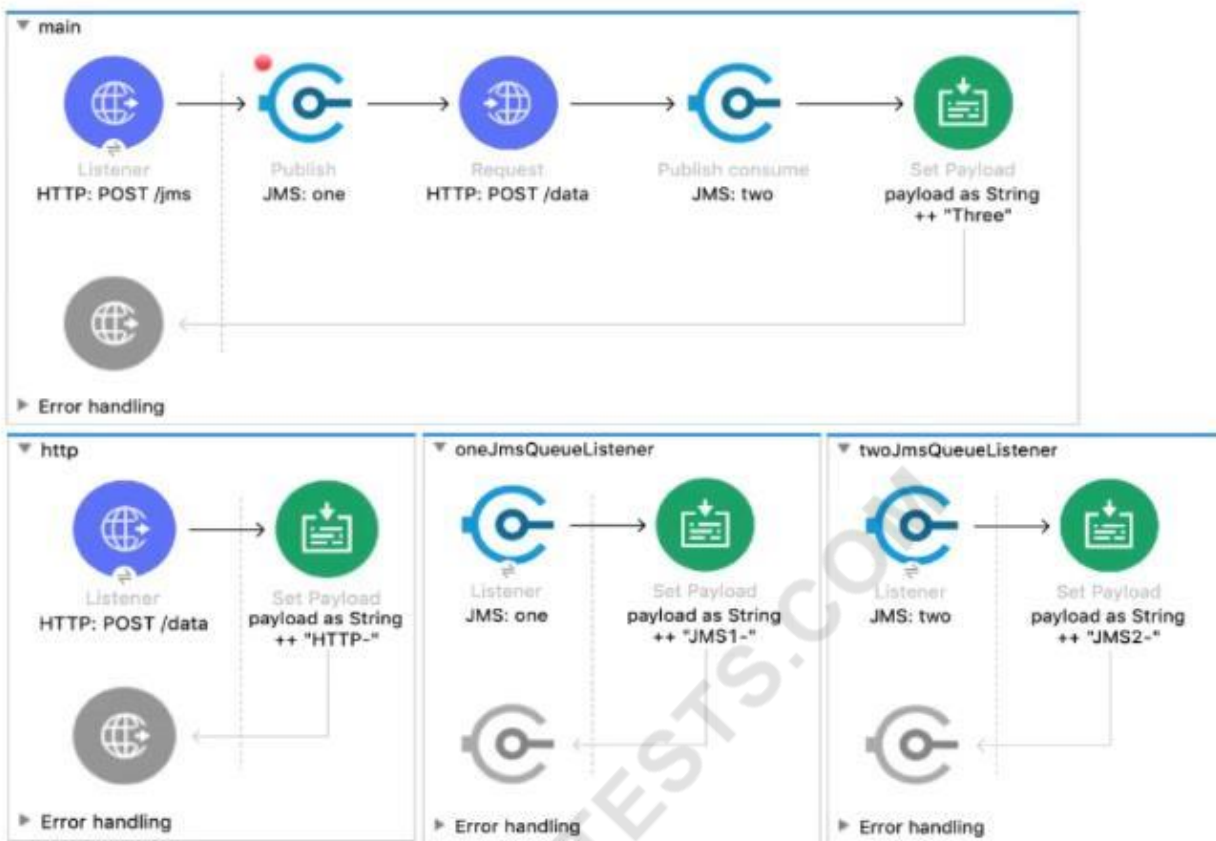 main
Listener
HTTP: POST /jms
Publish
JMS: one
Request
HTTP: POST /data
Publish consume
JMS: two
Set Payload
payload as String
++ "Three"
Error handling
http
Listener
HTTP: POST /data
Set Payload
payload as String
++ "HTTP-"
Error handling
oneJmsQueueListener
Listener
JMS: one
Set Payload
payload as String
++ "JMS1-"
Error handling
twoJmsQueueListener
Listener
JMS: two
Set Payload
payload as String
++ "JMS2-"
Error handling
TESTS.COM